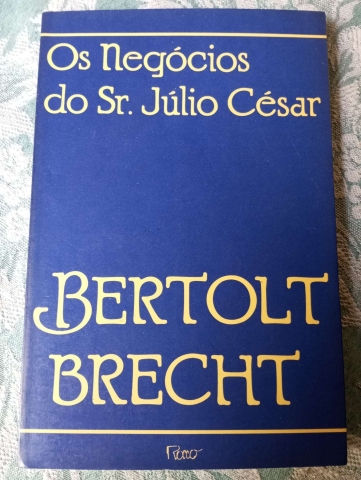 Os Negócios
do Sr. Júlio César
BERTOLT
BRECHT
Rocco